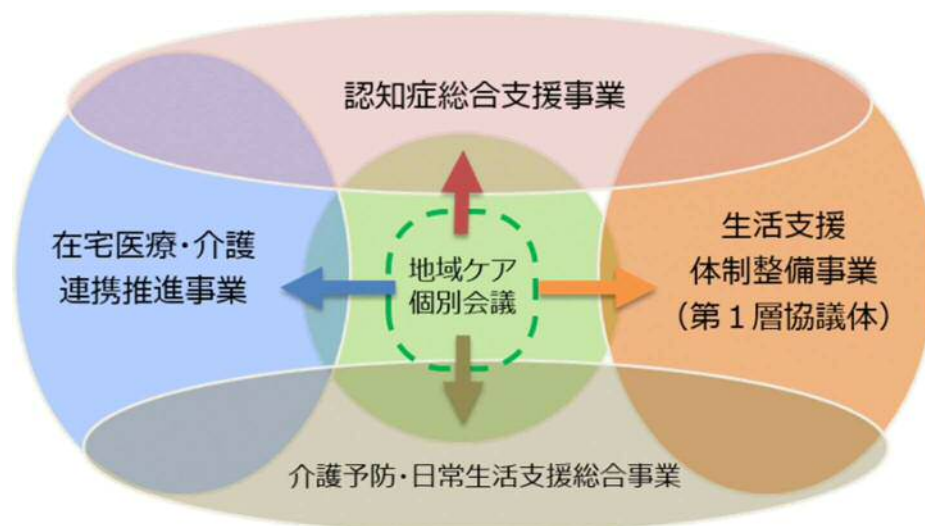 認知症総合支援事業
在宅医療・介護
連携推進事業
地域ケア
個別会議
生活支援
体制整備事業
（第１層協議体）
介護予防・日常生活支援総合事業